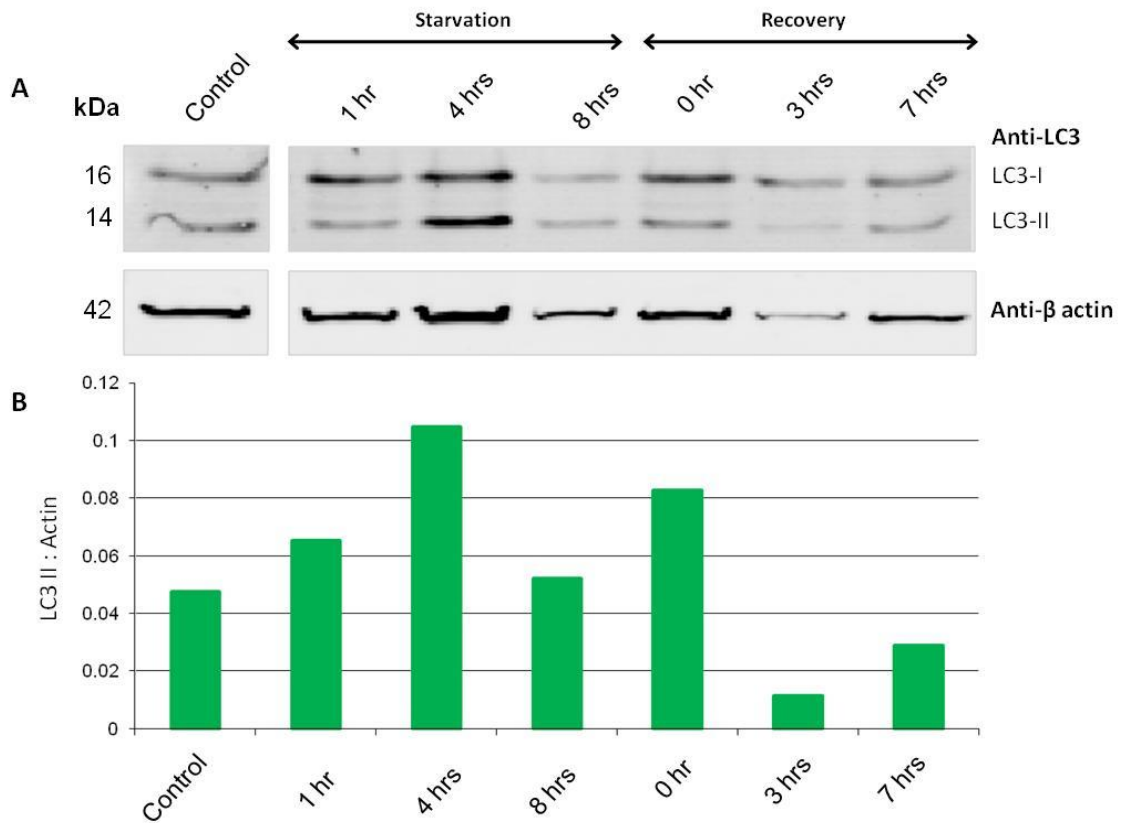 Starvation Recovery
A
kDa
Control 1 hr 4 hrs 8 hrs 0 hr 3 hrs 7 hrs
Anti-LC3
16 LC3-I
14 LC3-II
42 Anti-β actin
B
0.12
0.1
0.08
0.06
0.04
0.02
0
LC3 II : Actin
Control 1 hr 4 hrs 8 hrs 0 hr 3 hrs 7 hrs